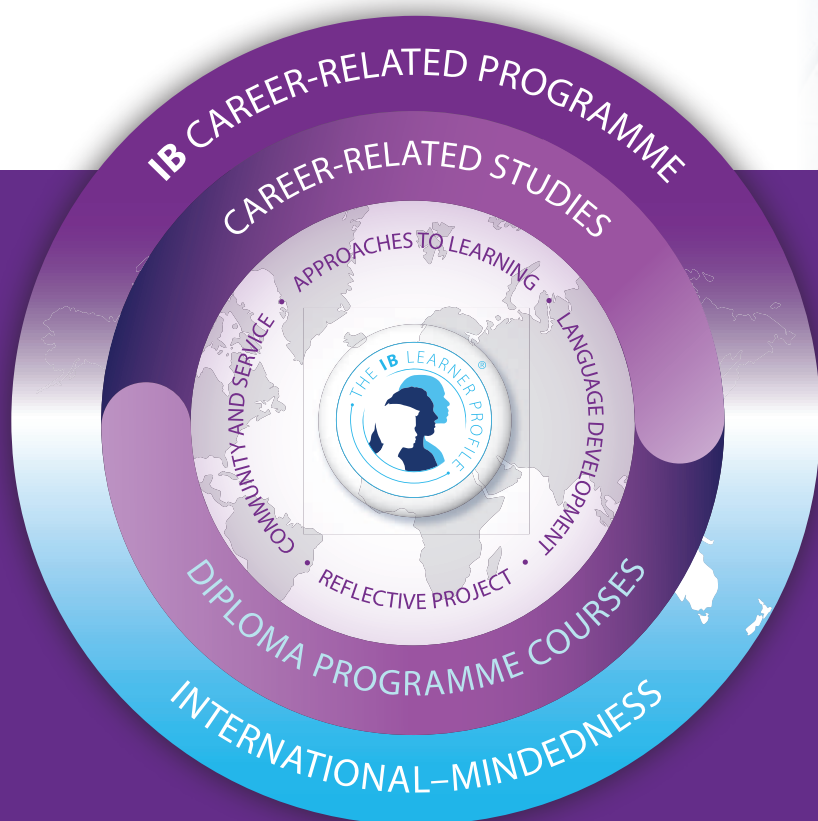 IB CAREER-RELATED PROGRAMME
CAREER-RELATED STUDIES
APPROACHES TO LEARNING
• LANGUAGE DEVELOPMENT
• REFLECTIVE PROJECT
• COMMUNITY AND SERVICE •
• THE IB LEARNER PROFILE •
®
DIPLOMA PROGRAMME COURSES
INTERNATIONAL–MINDEDNESS